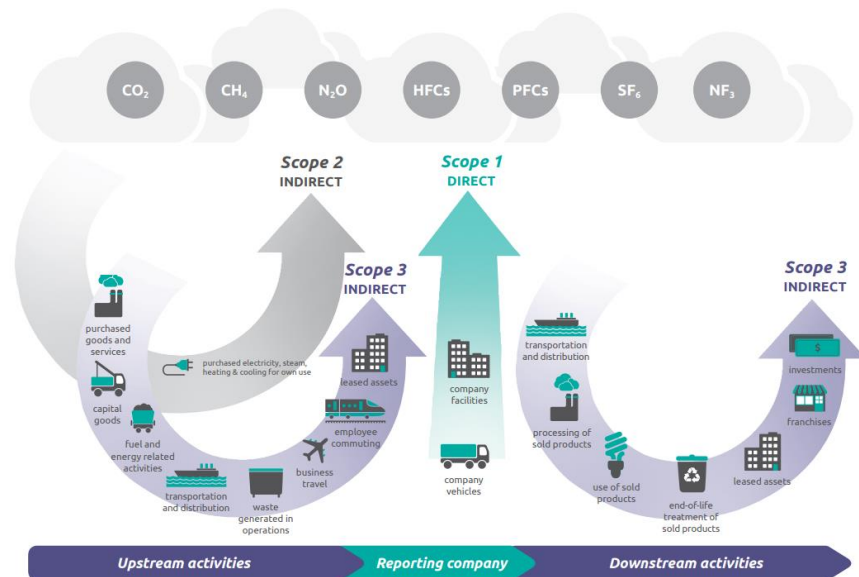 CO₂
CH₄
N₂O
HFCs
PFCs
SF₆
NF₃
Scope 2
INDIRECT
Scope 1
DIRECT
Scope 3
INDIRECT
Scope 3
INDIRECT
purchased
goods and
services
capital
goods
fuel and
energy related
activities
purchased electricity, steam,
heating & cooling for own use
transportation
and distribution
waste
generated in
operations
business
travel
employee
commuting
leased assets
company
facilities
company
vehicles
transportation
and distribution
processing of
sold products
use of sold
products
end-of-life
treatment of
sold products
leased assets
franchises
$
investments
Upstream activities
Reporting company
Downstream activities